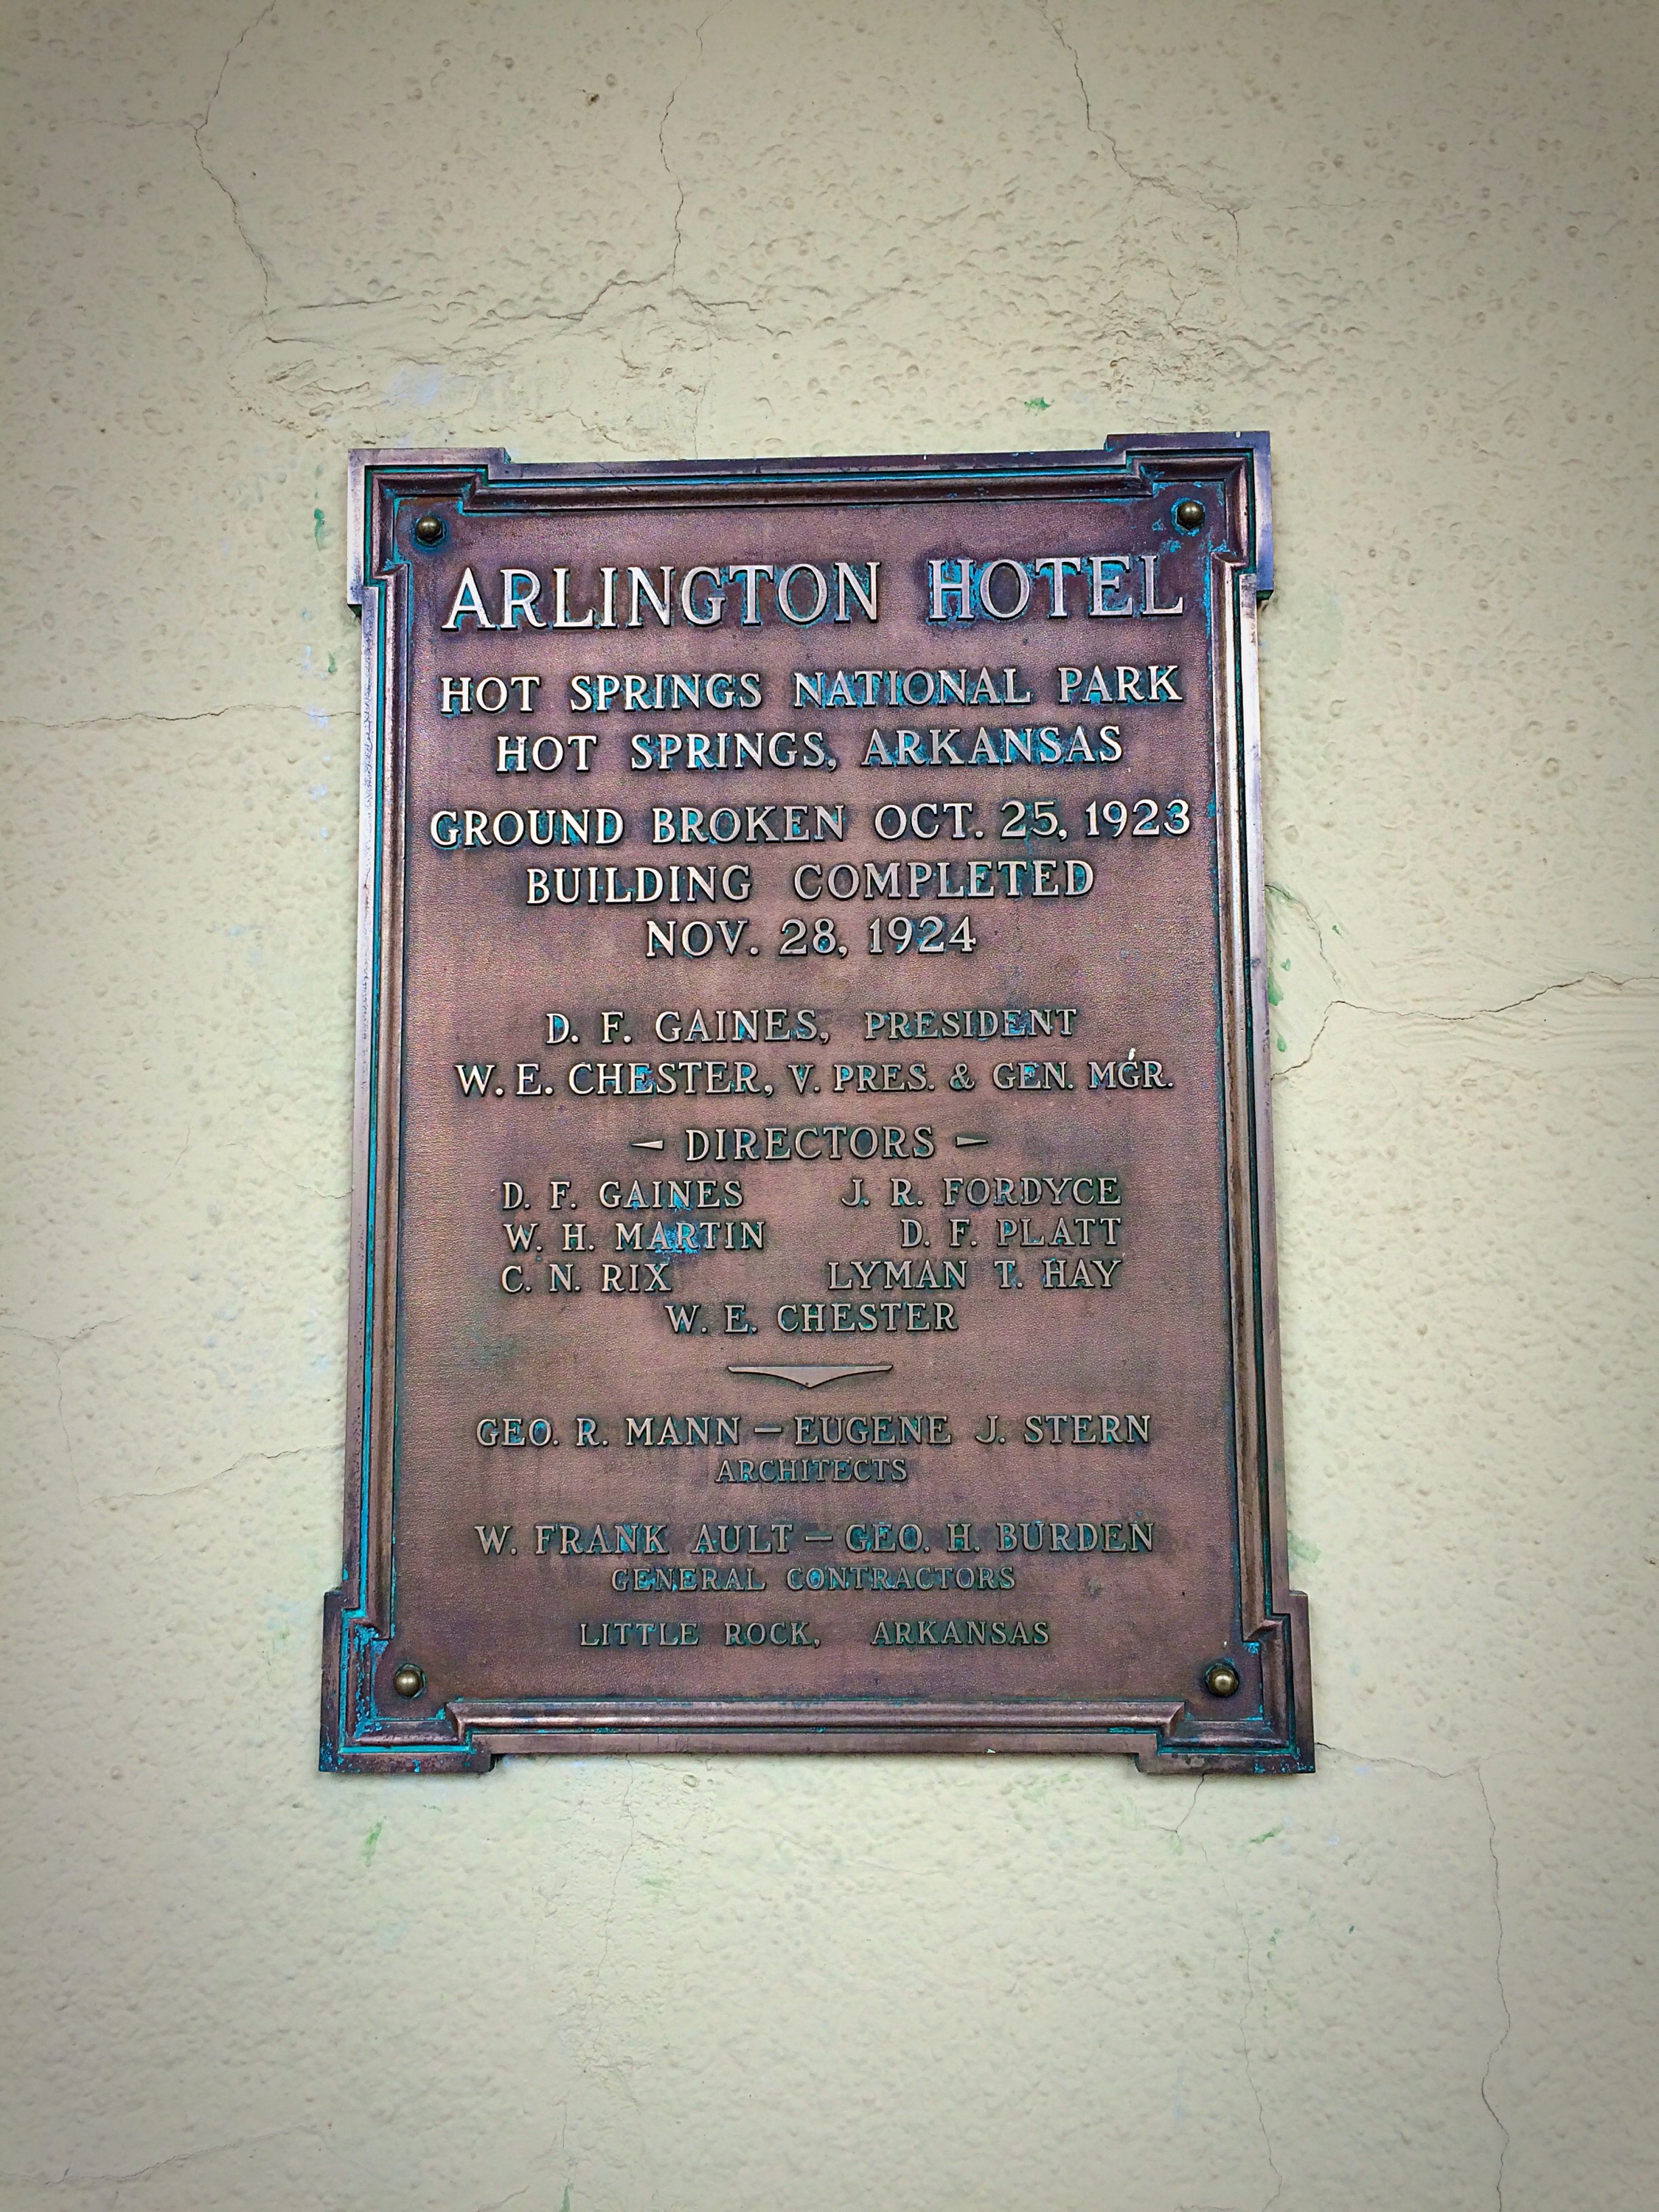 ARLINGTON HOTEL
HOT SPRINGS NATIONAL PARK
HOT SPRINGS, ARKANSAS
GROUND BROKEN OCT. 25, 1923
BUILDING COMPLETED
NOV. 28, 1924
D. F. GAINES, PRESIDENT
W. E. CHESTER, V. PRES. & GEN. MGR.
— DIRECTORS —
D. F. GAINES J. R. FORDYCE
W. H. MARTIN D. F. PLATT
C. N. RIX LYMAN T. HAY
W. E. CHESTER
GEO. R. MANN — EUGENE J. STERN
ARCHITECTS
W. FRANK AULT — GEO. H. BURDEN
GENERAL CONTRACTORS
LITTLE ROCK, ARKANSAS